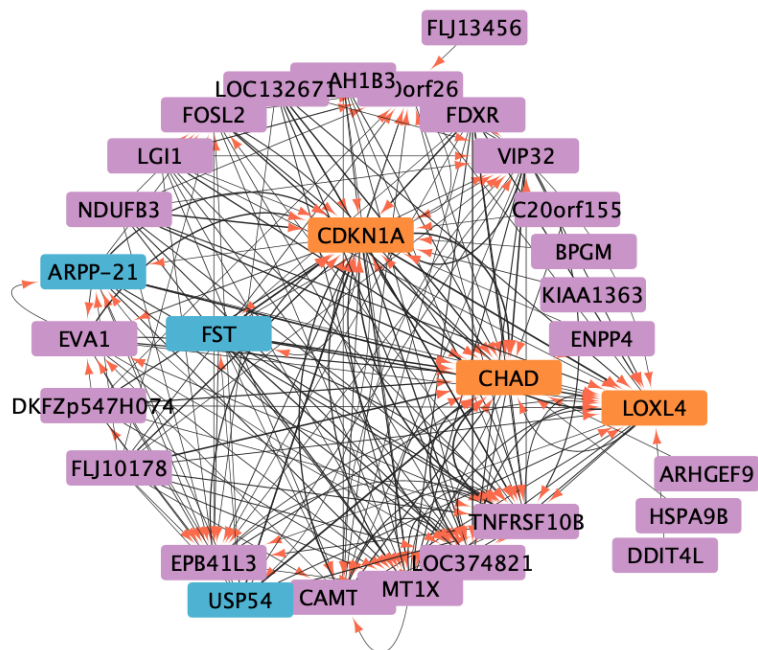 FLJ13456
AH1B3
LOC132671
orf26
FOSL2
FDXR
LGI1
VIP32
NDUFB3
C20orf155
CDKN1A
BPGM
ARPP-21
KIAA1363
FST
EVA1
ENPP4
CHAD
DKFZp547H074
LOXL4
FLJ10178
ARHGEF9
HSPA9B
TNFRSF10B
DDIT4L
EPB41L3
LOC374821
MT1X
USP54
CAMT